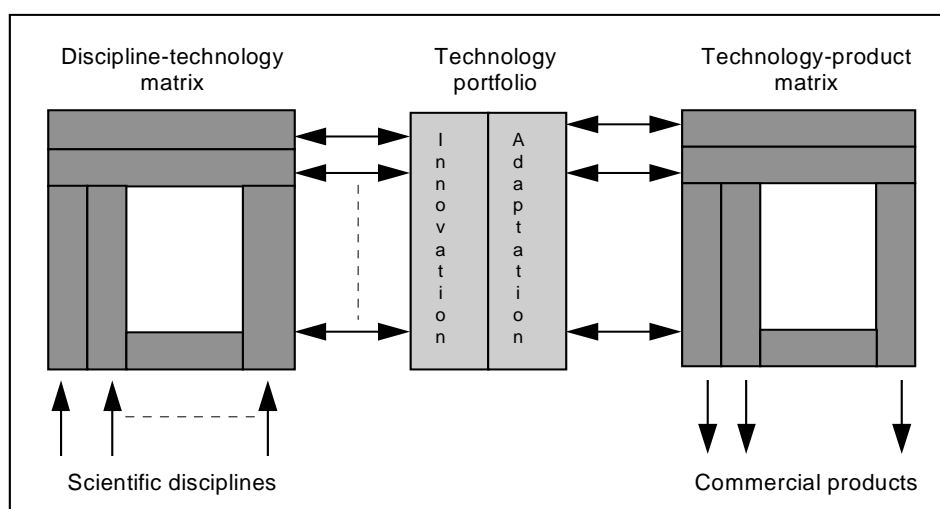 Discipline-technology
matrix
Technology
portfolio
Technology-product
matrix
Innovation
Adaptation
Scientific disciplines
Commercial products